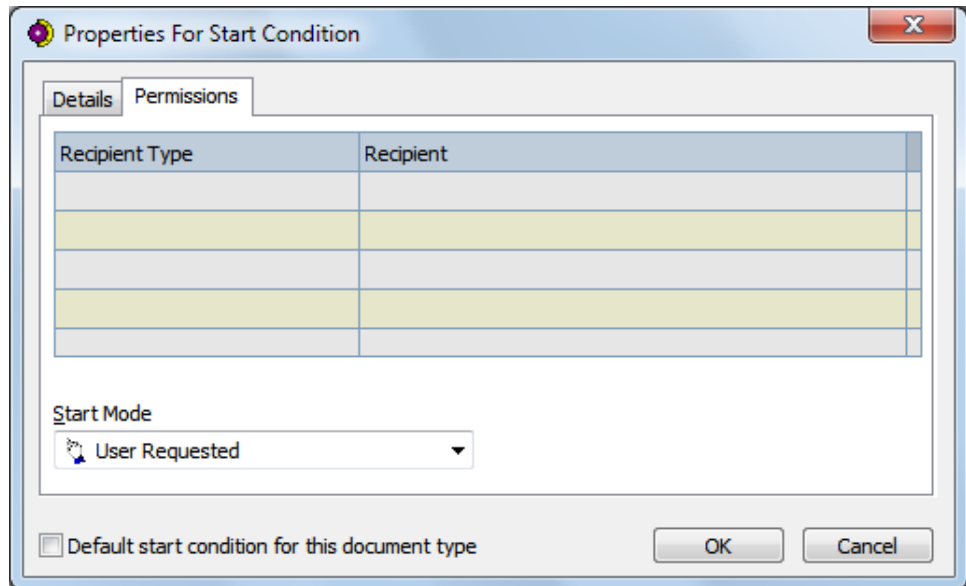 Properties For Start Condition
Details Permissions
Recipient Type Recipient
Start Mode
User Requested
Default start condition for this document type OK Cancel